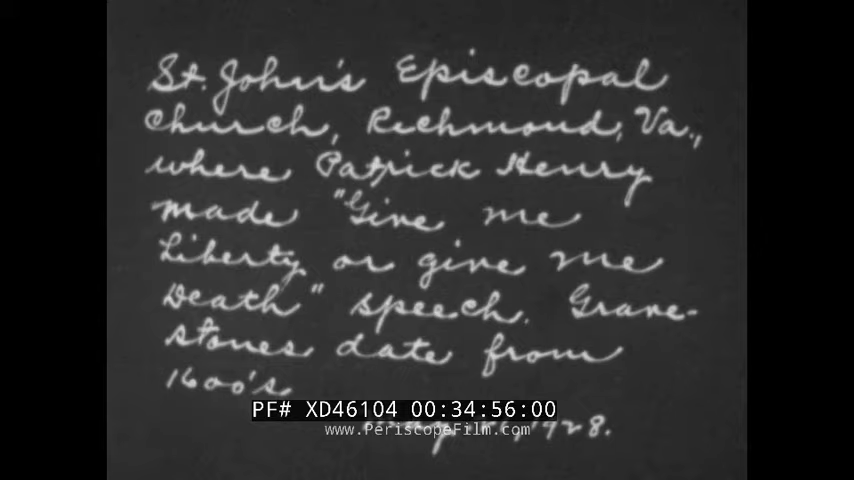 St. John's Episcopal
Church, Richmond, Va.,
where Patrick Henry
made "Give me
Liberty or give me
Death" speech. Grave-
stones date from
1600's
PF# XD46104 00:34:56:00
www.PeriscopeFilm.com
1928.